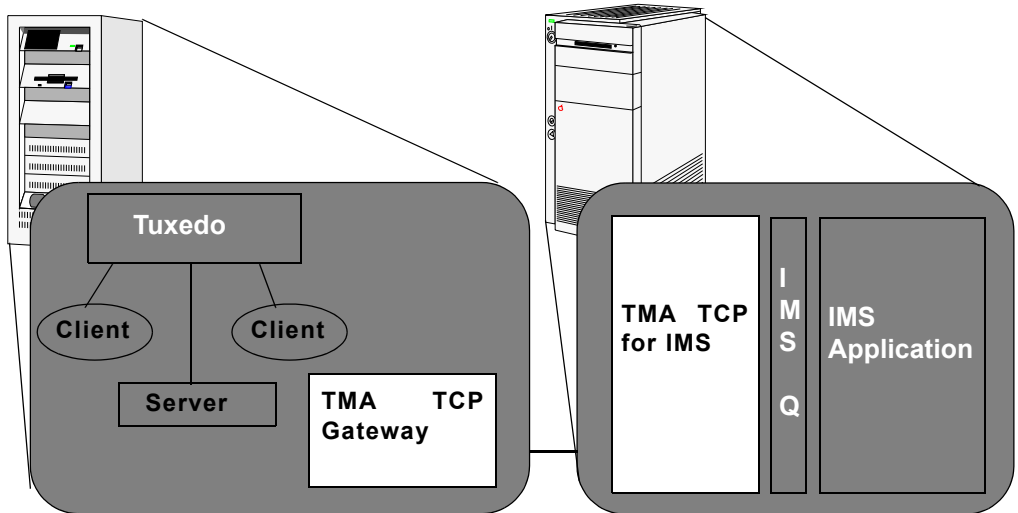 Tuxedo
Client
Client
Server
TMA TCP
Gateway
TMA TCP
for IMS
I
M
S
Q
IMS
Application